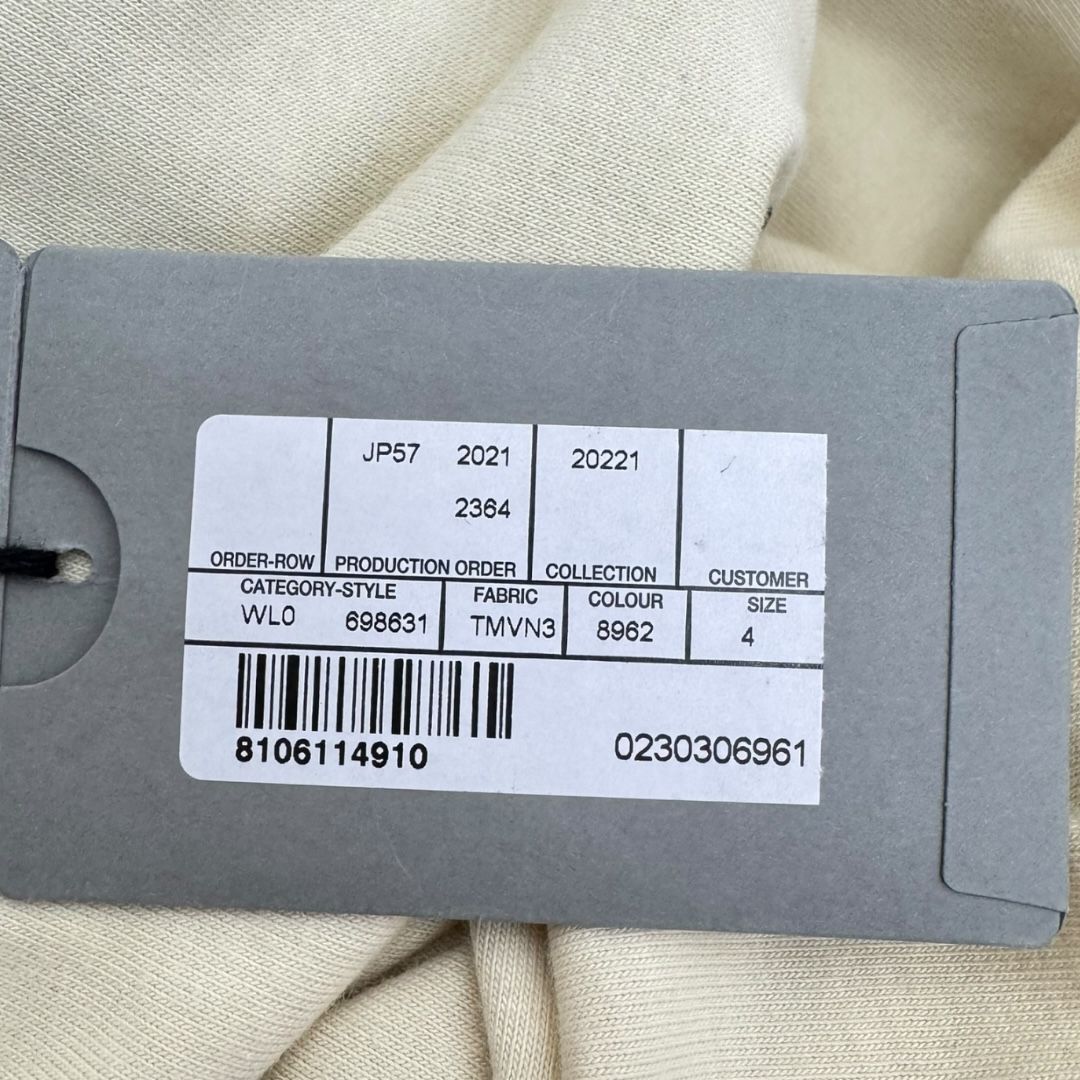 JP57 2021 20221
2364
ORDER-ROW PRODUCTION ORDER COLLECTION CUSTOMER
CATEGORY-STYLE FABRIC COLOUR SIZE
WL0 698631 TMVN3 8962 4
8106114910 0230306961